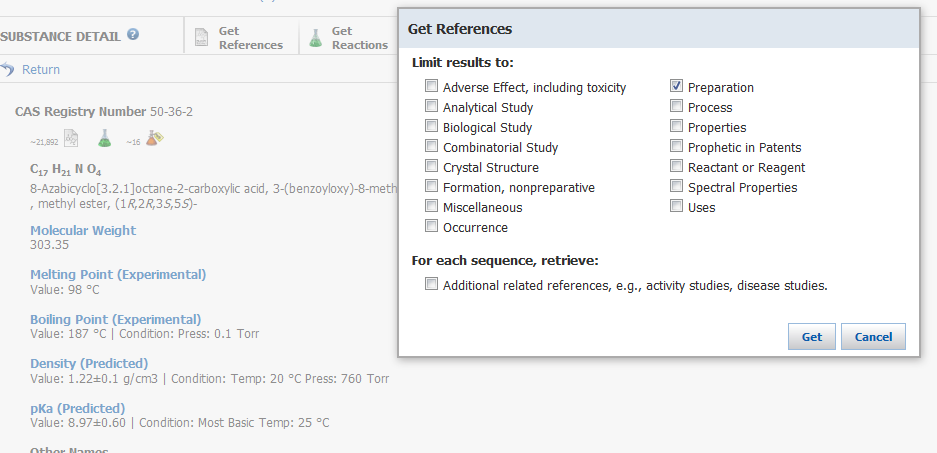 SUBSTANCE DETAIL
Get References
Get Reactions
Return
CAS Registry Number 50-36-2
~21,892
~16
C17 H21 N O4
8-Azabicyclo[3.2.1]octane-2-carboxylic acid, 3-(benzoyloxy)-8-meth
, methyl ester, (1R,2R,3S,5S)-
Molecular Weight
303.35
Melting Point (Experimental)
Value: 98 °C
Boiling Point (Experimental)
Value: 187 °C | Condition: Press: 0.1 Torr
Density (Predicted)
Value: 1.22±0.1 g/cm3 | Condition: Temp: 20 °C Press: 760 Torr
pKa (Predicted)
Value: 8.97±0.60 | Condition: Most Basic Temp: 25 °C
Other Names
Get References
Limit results to:
Adverse Effect, including toxicity
Analytical Study
Biological Study
Combinatorial Study
Crystal Structure
Formation, nonpreparative
Miscellaneous
Occurrence
Preparation
Process
Properties
Prophetic in Patents
Reactant or Reagent
Spectral Properties
Uses
For each sequence, retrieve:
Additional related references, e.g., activity studies, disease studies.
Get
Cancel